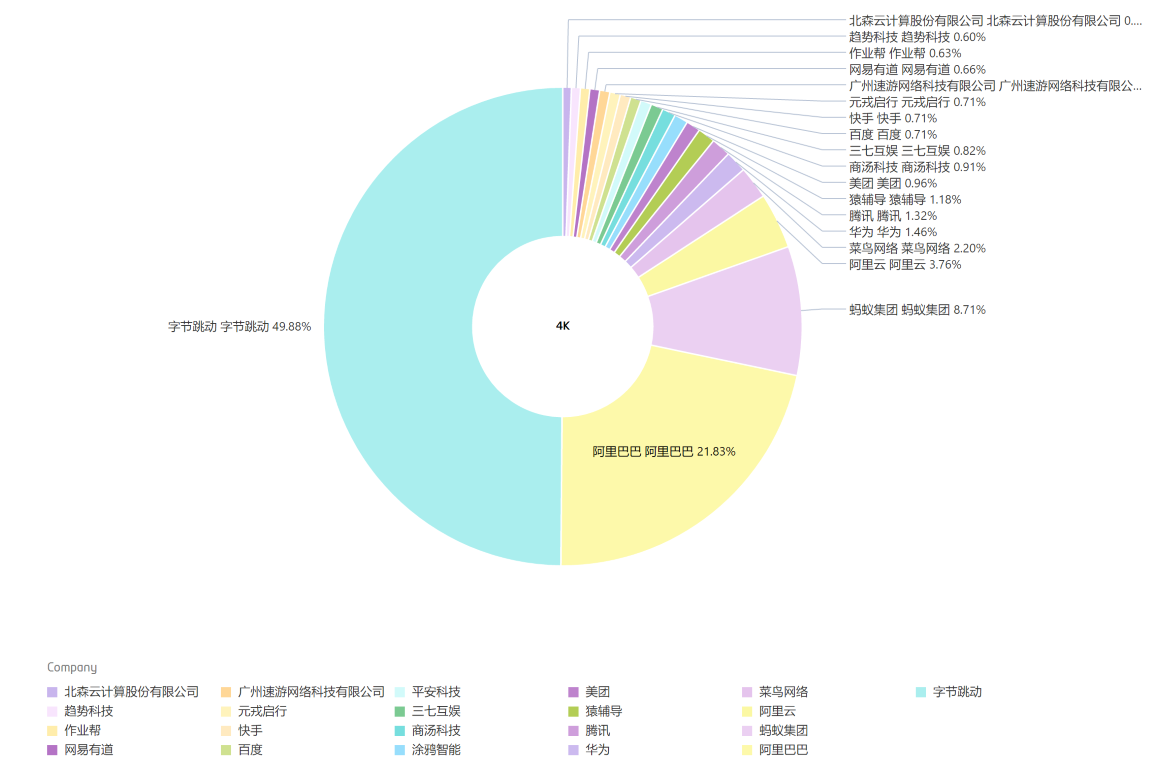 北森云计算股份有限公司 北森云计算股份有限公司 0....
趋势科技 趋势科技 0.60%
作业帮 作业帮 0.63%
网易有道 网易有道 0.66%
广州速游网络科技有限公司 广州速游网络科技有限公...
元戎启行 元戎启行 0.71%
快手 快手 0.71%
百度 百度 0.71%
三七互娱 三七互娱 0.82%
商汤科技 商汤科技 0.91%
美团 美团 0.96%
猿辅导 猿辅导 1.18%
腾讯 腾讯 1.32%
华为 华为 1.46%
菜鸟网络 菜鸟网络 2.20%
阿里云 阿里云 3.76%
蚂蚁集团 蚂蚁集团 8.71%
字节跳动 字节跳动 49.88%
4K
阿里巴巴 阿里巴巴 21.83%
Company
北森云计算股份有限公司 广州速游网络科技有限公司 平安科技 美团 菜鸟网络 字节跳动
趋势科技 元戎启行 三七互娱 猿辅导 阿里云
作业帮 快手 商汤科技 腾讯 蚂蚁集团
网易有道 百度 涂鸦智能 华为 阿里巴巴